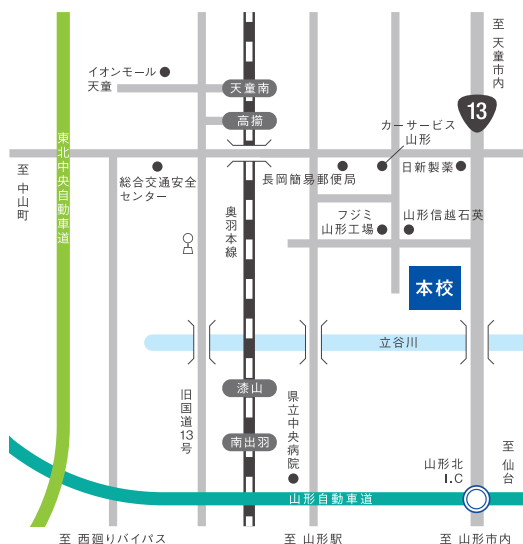 至 天童市内
イオンモール
天童
天童南
13
高擶
カーサービス
山形
東北中央自動車道
至 中山町
総合交通安全
センター
長岡簡易郵便局
日新製薬
奥羽本線
フジミ
山形工場
山形信越石英
本校
立谷川
漆山
旧国道13号
県立中央病院
南出羽
山形北
I.C
至 仙台
山形自動車道
至 西廻りバイパス
至 山形駅
至 山形市内